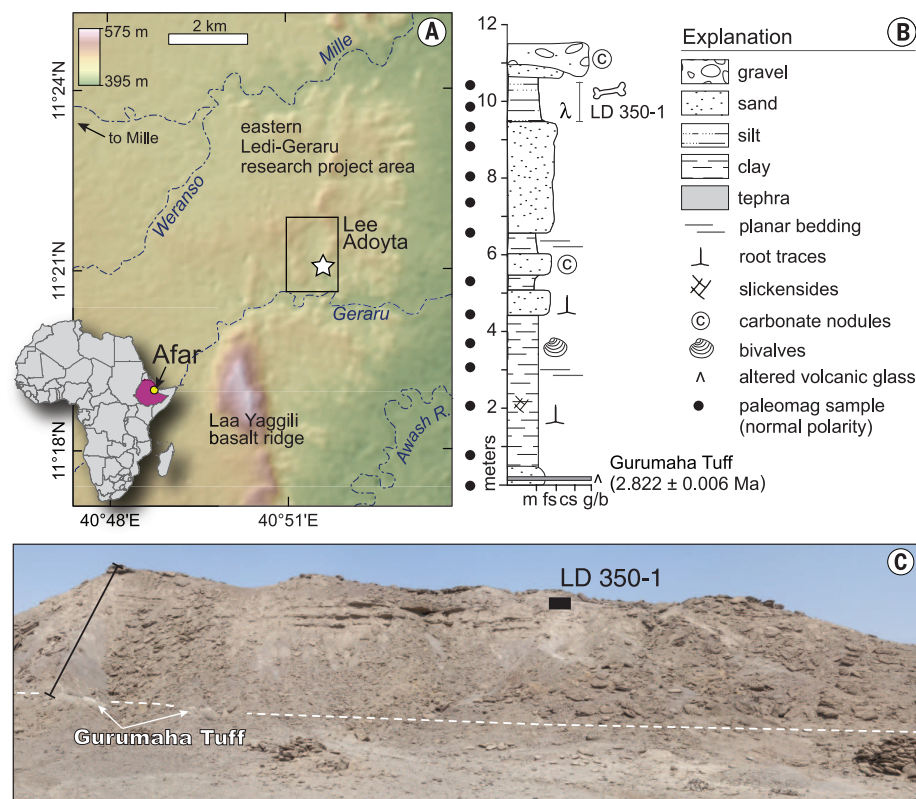 575 m
395 m
2 km
A
Mille
11°24'N
to Mille
eastern
Ledi-Geraru
research project area
Weranso
Lee
Adoyta
11°21'N
Geraru
Afar
Laa Yaggili
basalt ridge
Awash R.
11°18'N
40°48'E
40°51'E
B
12
10
8
6
4
2
meters
C
λ
LD 350-1
C
m fs cs g/b
Gurumaha Tuff
(2.822 ± 0.006 Ma)
Explanation
gravel
sand
silt
clay
tephra
planar bedding
root traces
slickensides
C carbonate nodules
bivalves
^ altered volcanic glass
paleomag sample
(normal polarity)
C
LD 350-1
Gurumaha Tuff